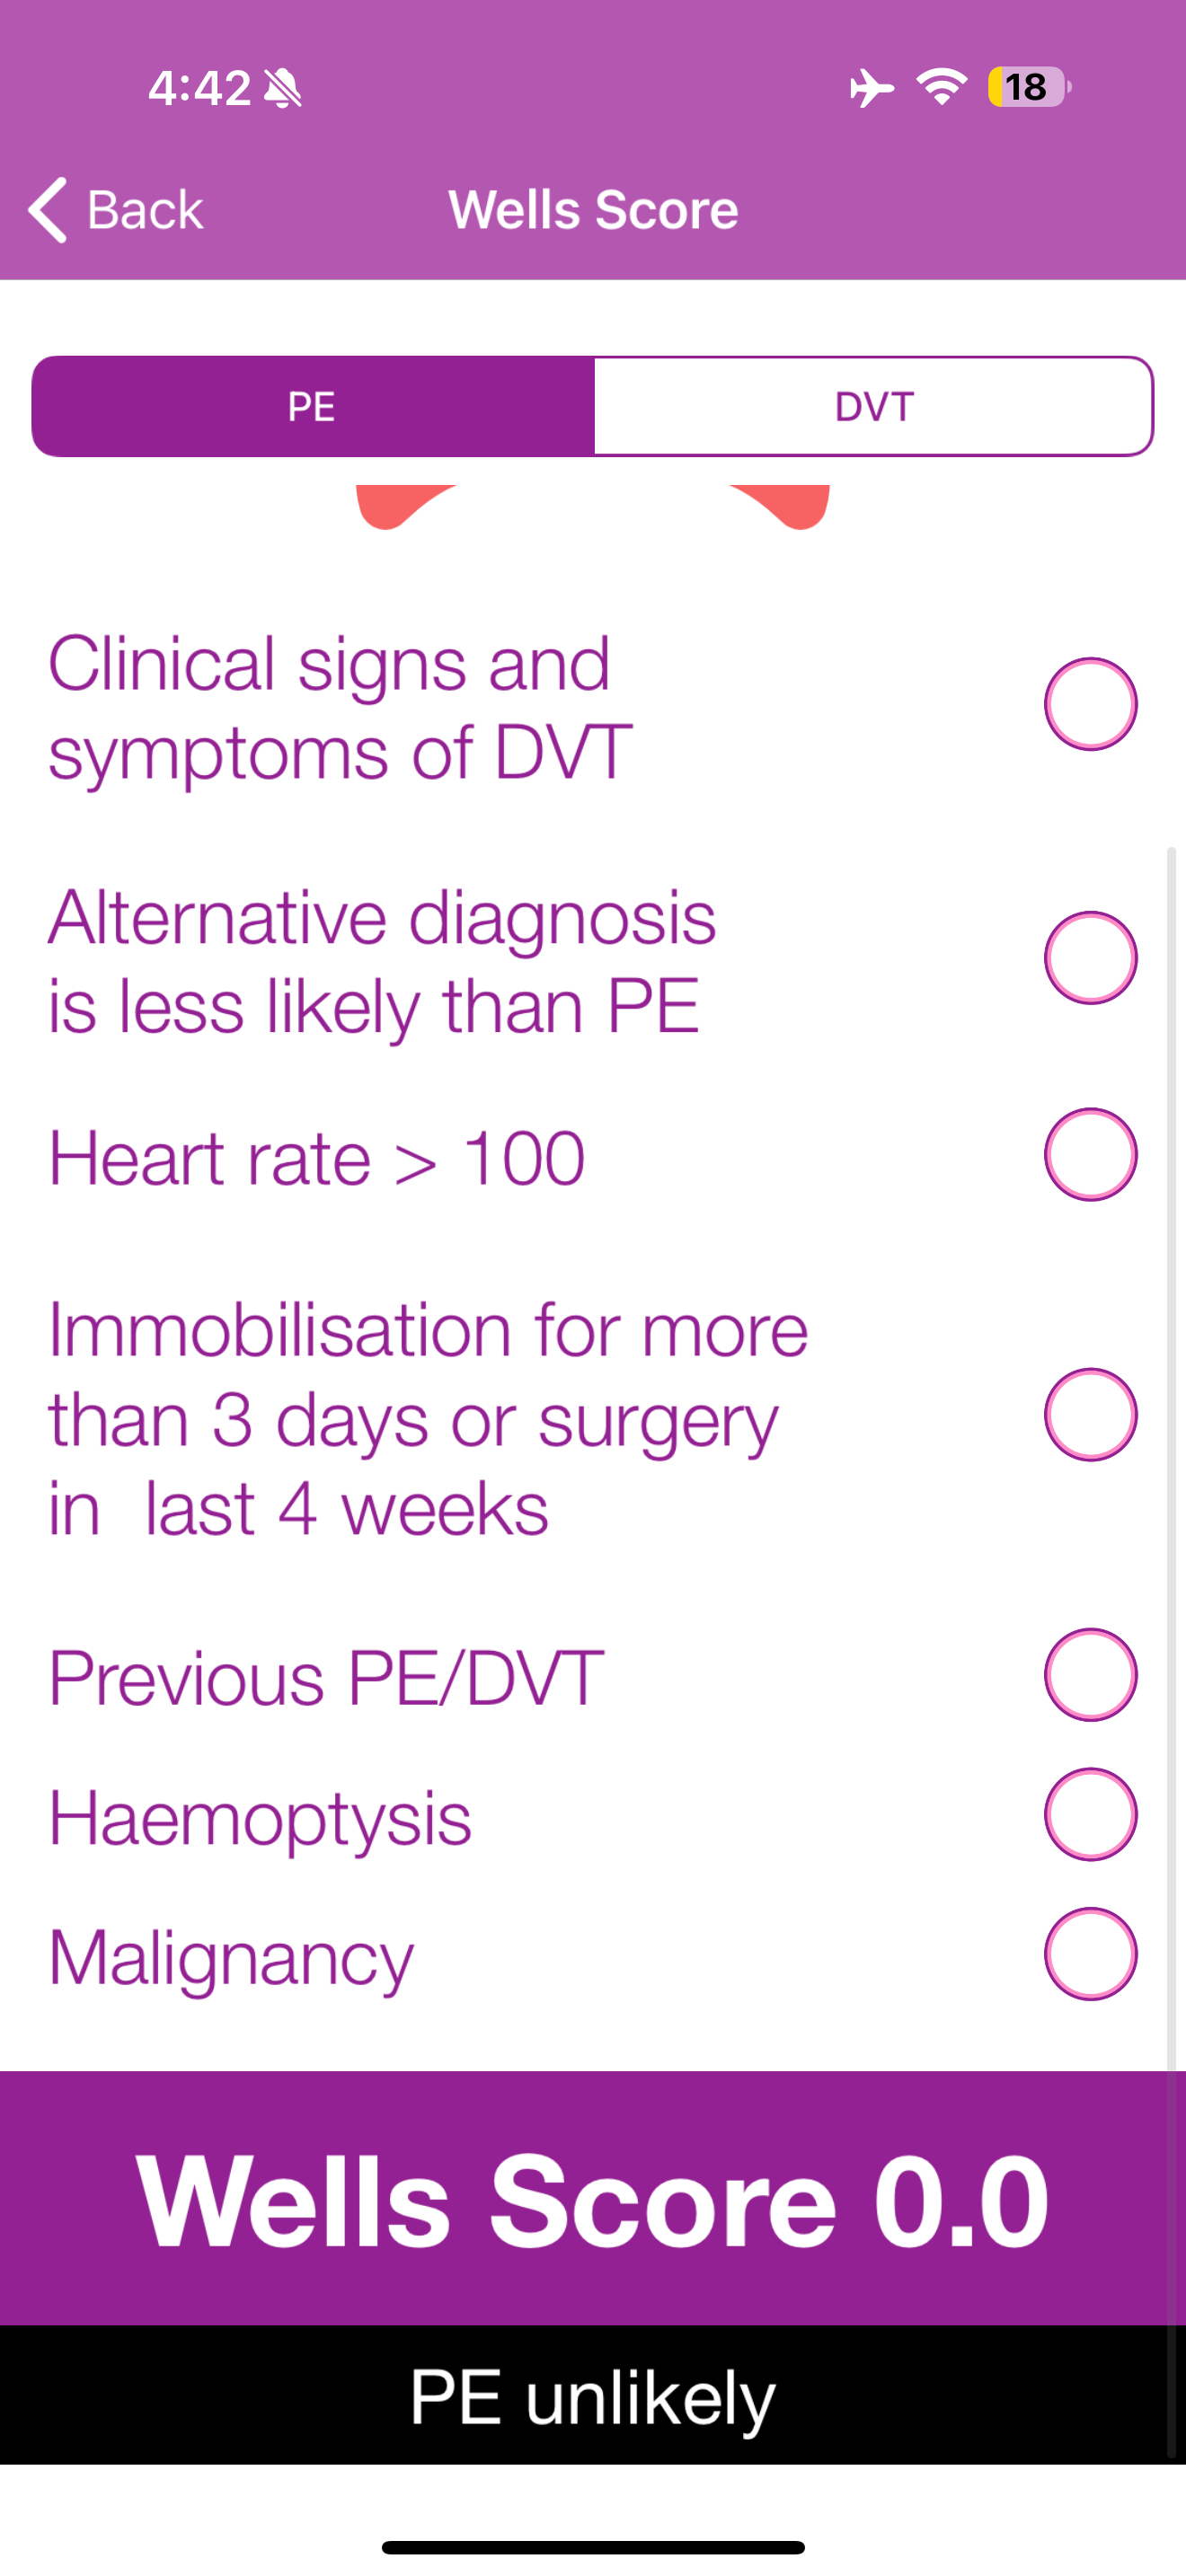 4:42
18
Back
Wells Score
PE
DVT
Clinical signs and
symptoms of DVT
Alternative diagnosis
is less likely than PE
Heart rate > 100
Immobilisation for more
than 3 days or surgery
in  last 4 weeks
Previous PE/DVT
Haemoptysis
Malignancy
Wells Score 0.0
PE unlikely